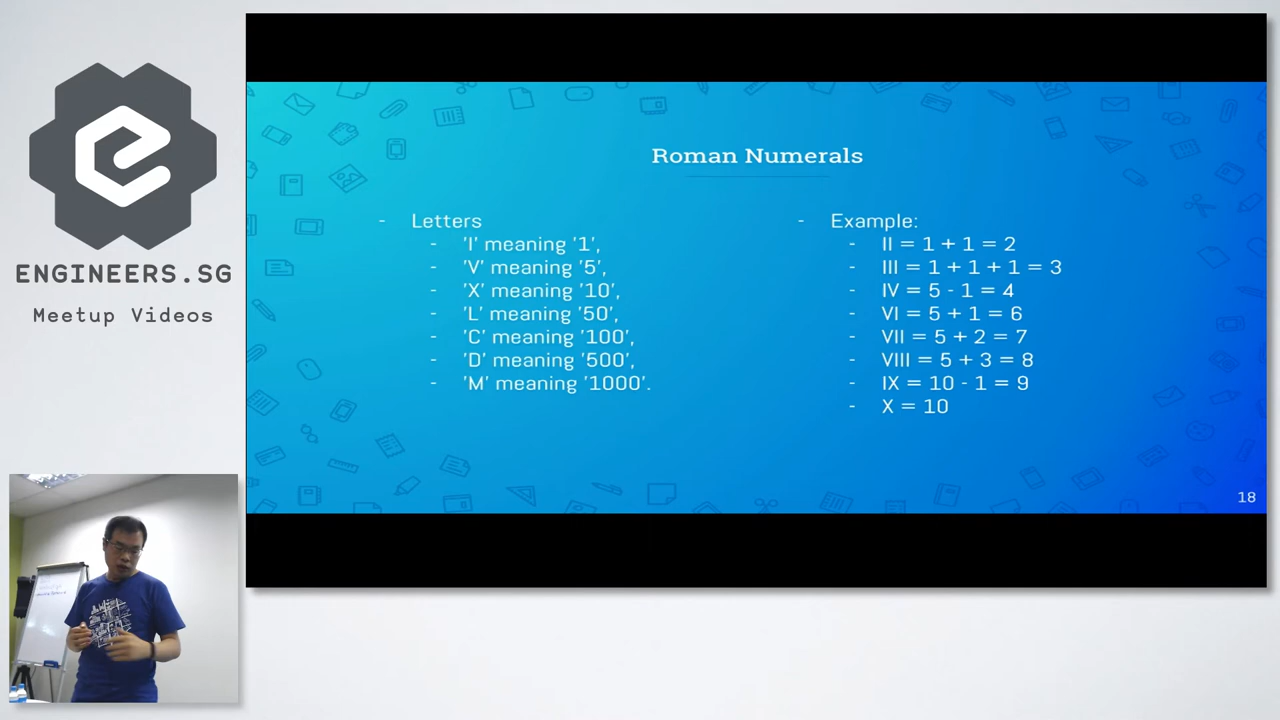 ENGINEERS.SG
Meetup Videos
Roman Numerals
- Letters
- 'I' meaning '1',
- 'V' meaning '5',
- 'X' meaning '10',
- 'L' meaning '50',
- 'C' meaning '100',
- 'D' meaning '500',
- 'M' meaning '1000'.
- Example:
- II = 1 + 1 = 2
- III = 1 + 1 + 1 = 3
- IV = 5 - 1 = 4
- VI = 5 + 1 = 6
- VII = 5 + 2 = 7
- VIII = 5 + 3 = 8
- IX = 10 - 1 = 9
- X = 10
18